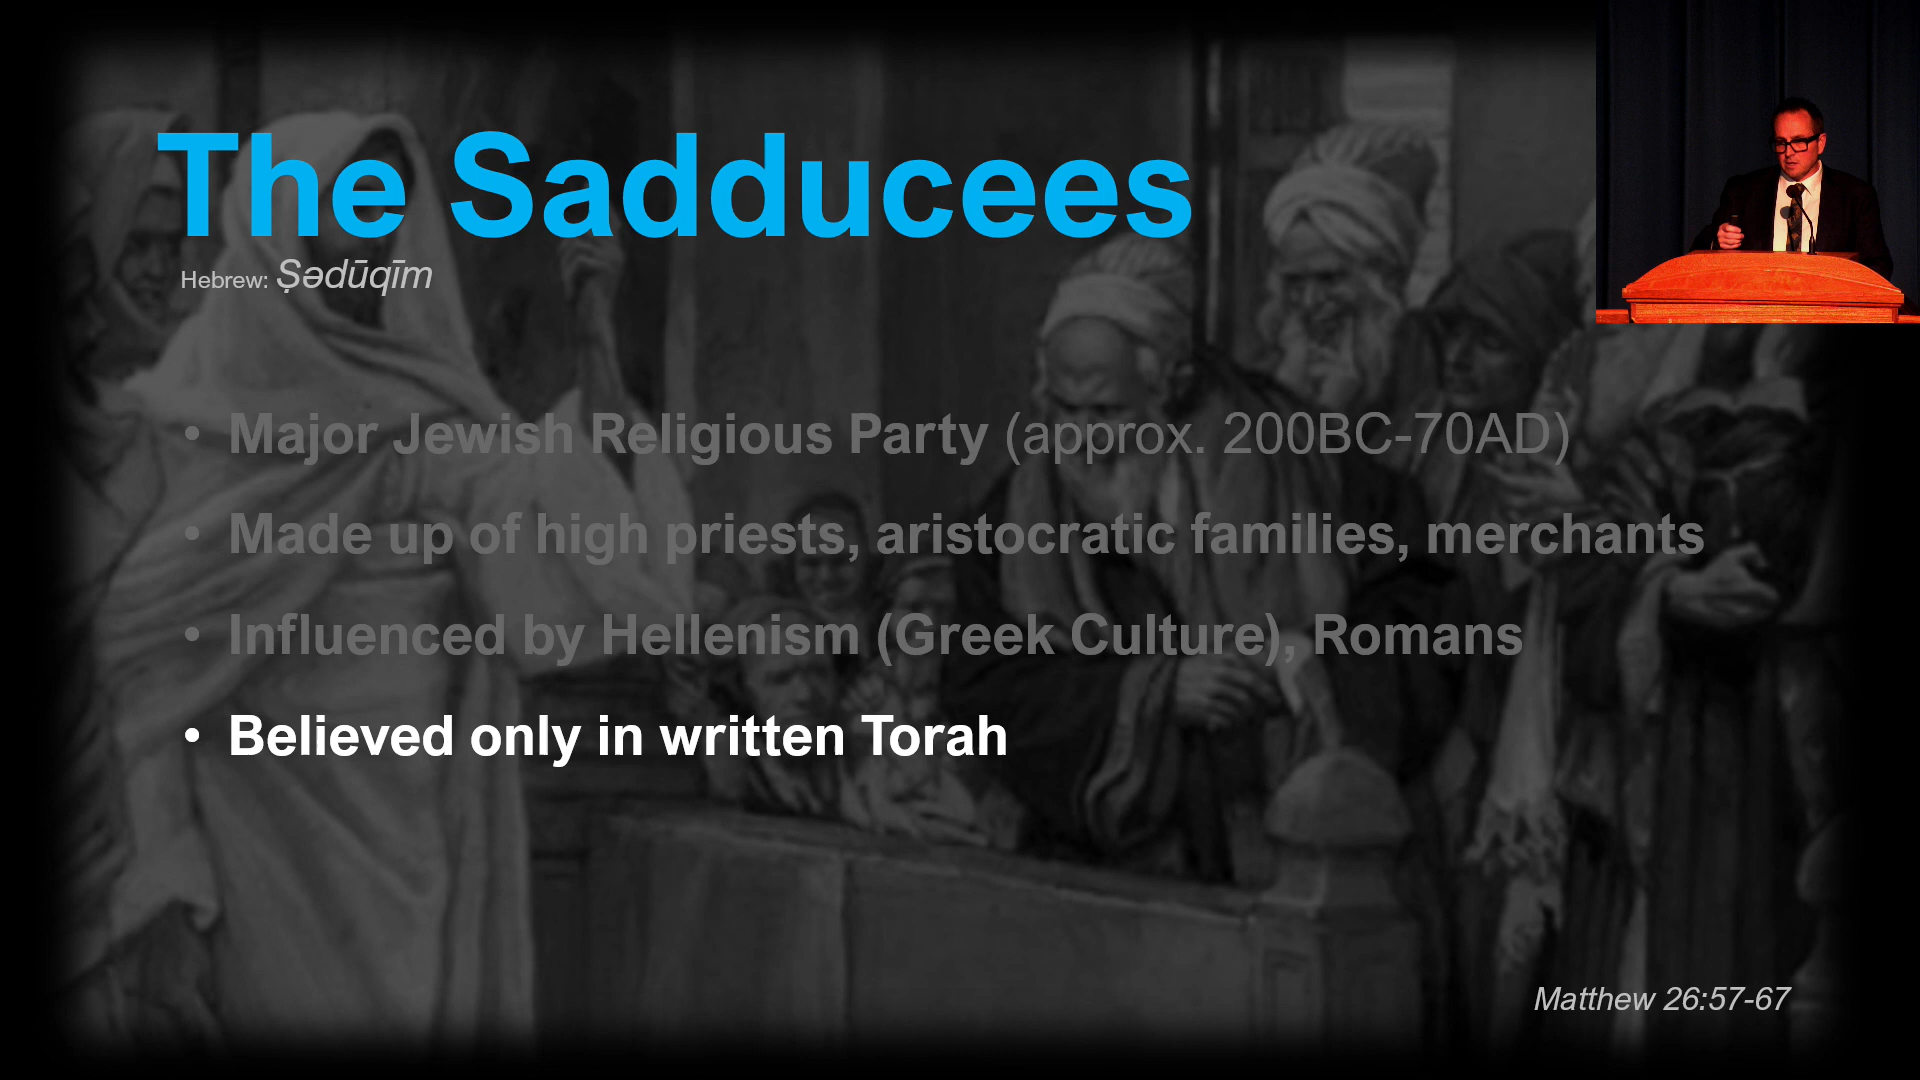 The Sadducees
Hebrew: Ṣədūqīm
• Major Jewish Religious Party (approx. 200BC-70AD)
• Made up of high priests, aristocratic families, merchants
• Influenced by Hellenism (Greek Culture), Romans
• Believed only in written Torah
Matthew 26:57-67